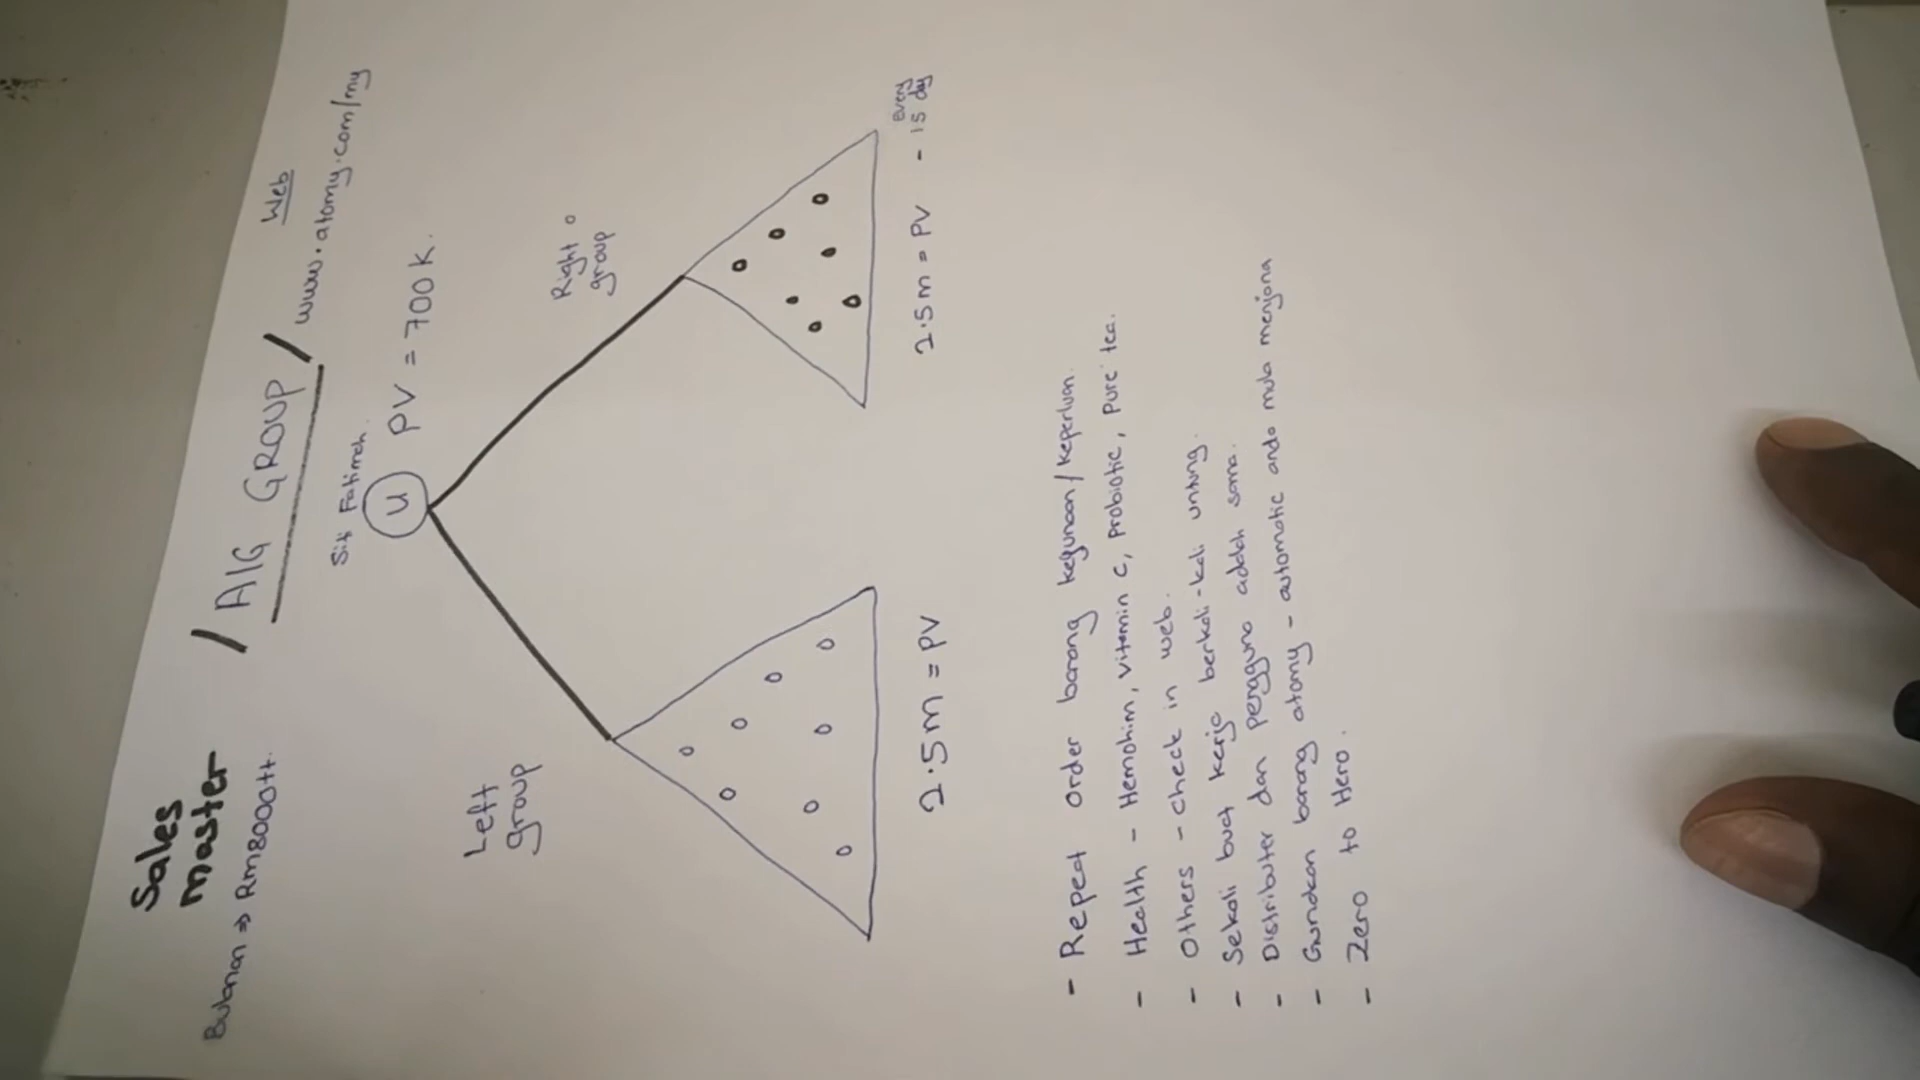 Sales
master
Bulanan ⇒ Rm8000++
/ AIG GROUP /
Web
www.atomy.com/my
Siti Fatimah.
U
PV = 700K.
Left
group
Right
group
2.5m = PV
2.5m = PV - every 15 day
- Repeat order barang kegunaan/keperluan.
- Health - Hemohim, Vitamin C, Probiotic, Pure tea.
- Others - check in web.
- Sekali buat kerja berkali-kali untung.
- Distributer dan pengguna adalah sama.
- Gunakan barang atomy - automatic anda mula menjana
- Zero to Hero.